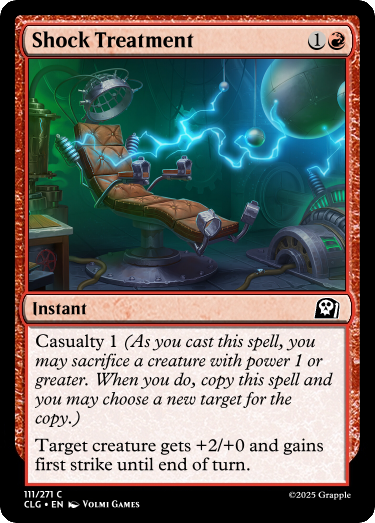 Shock Treatment 1
Instant
Casualty 1 (As you cast this spell, you
may sacrifice a creature with power 1 or
greater. When you do, copy this spell and
you may choose a new target for the
copy.)
Target creature gets +2/+0 and gains
first strike until end of turn.
111/271 C
CLG • EN Volmi Games
©2025 Grapple